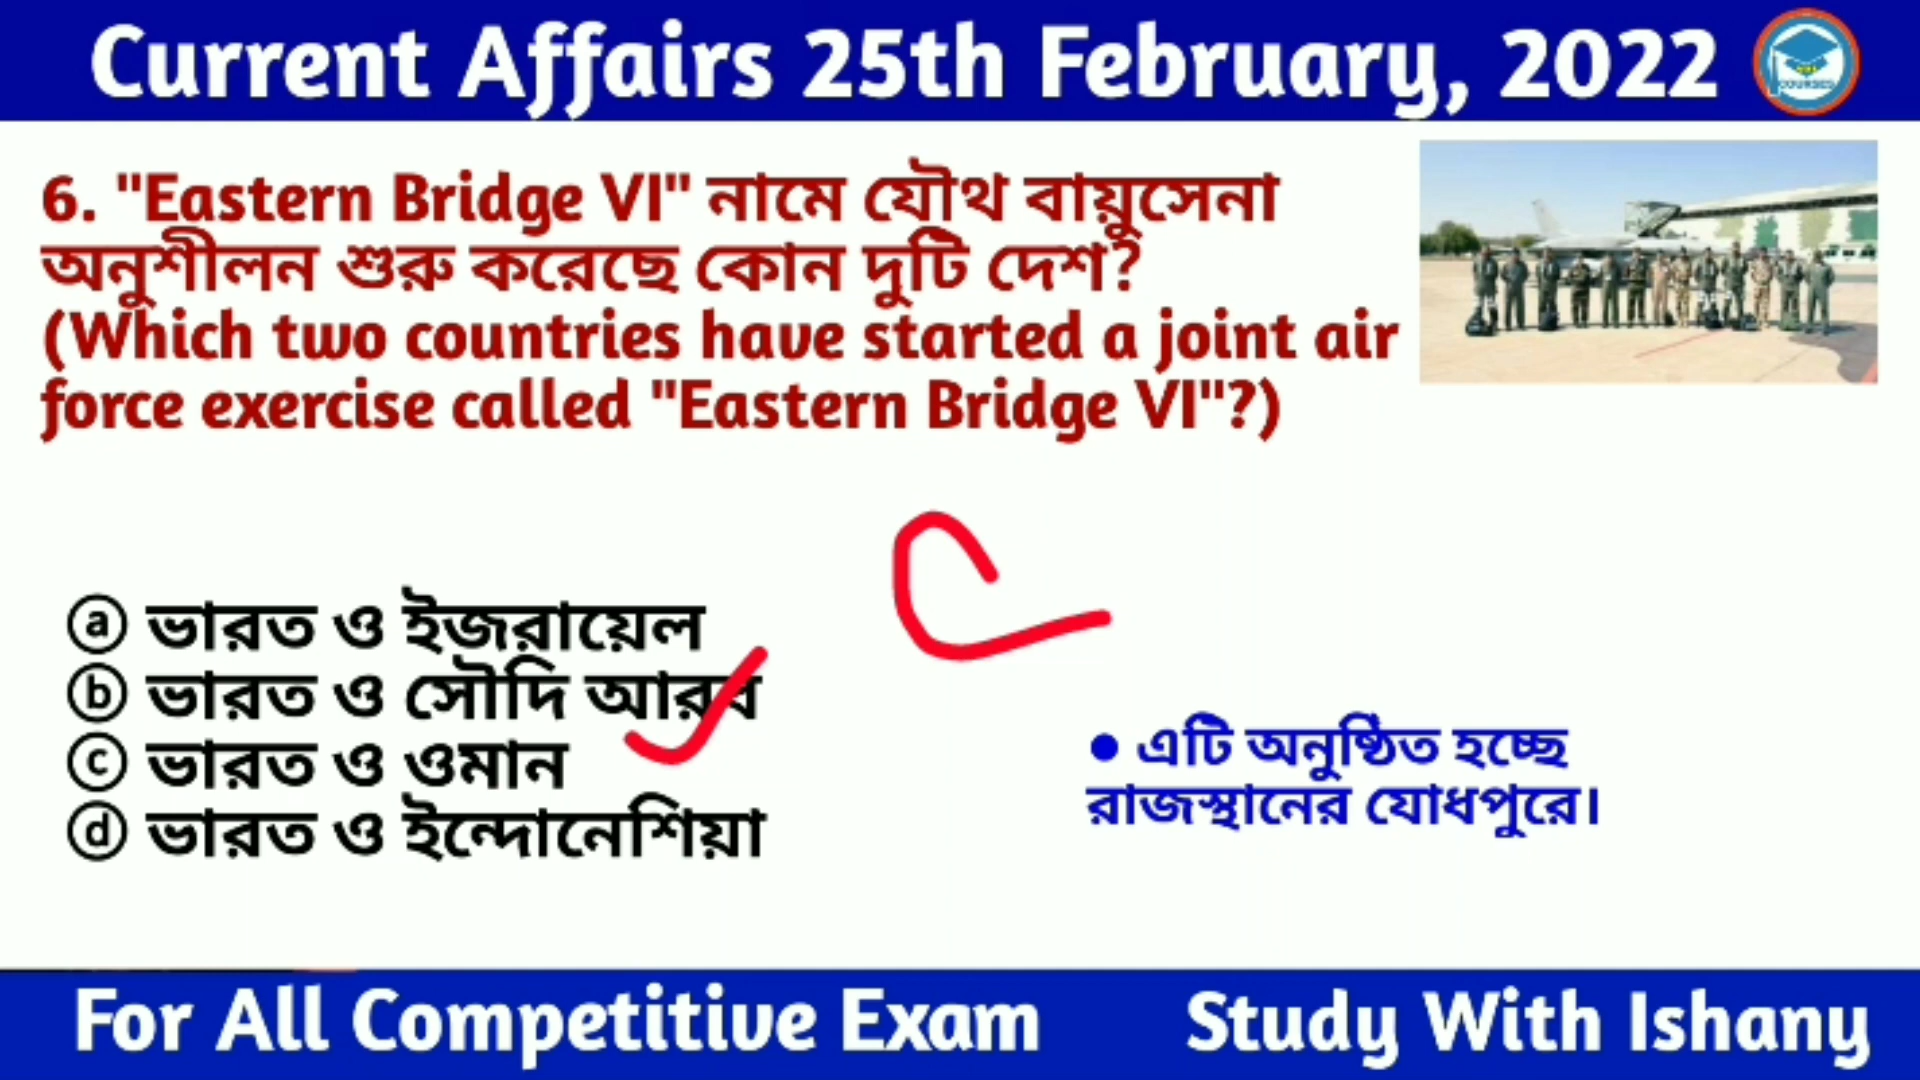 Current Affairs 25th February, 2022
COURSES
6. "Eastern Bridge VI" নামে যৌথ বায়ুসেনা
অনুশীলন শুরু করেছে কোন দুটি দেশ?
(Which two countries have started a joint air
force exercise called "Eastern Bridge VI"?)
ⓐ ভারত ও ইজরায়েল
ⓑ ভারত ও সৌদি আরব
ⓒ ভারত ও ওমান
ⓓ ভারত ও ইন্দোনেশিয়া
C
● এটি অনুষ্ঠিত হচ্ছে
রাজস্থানের যোধপুরে।
For All Competitive Exam
Study With Ishany